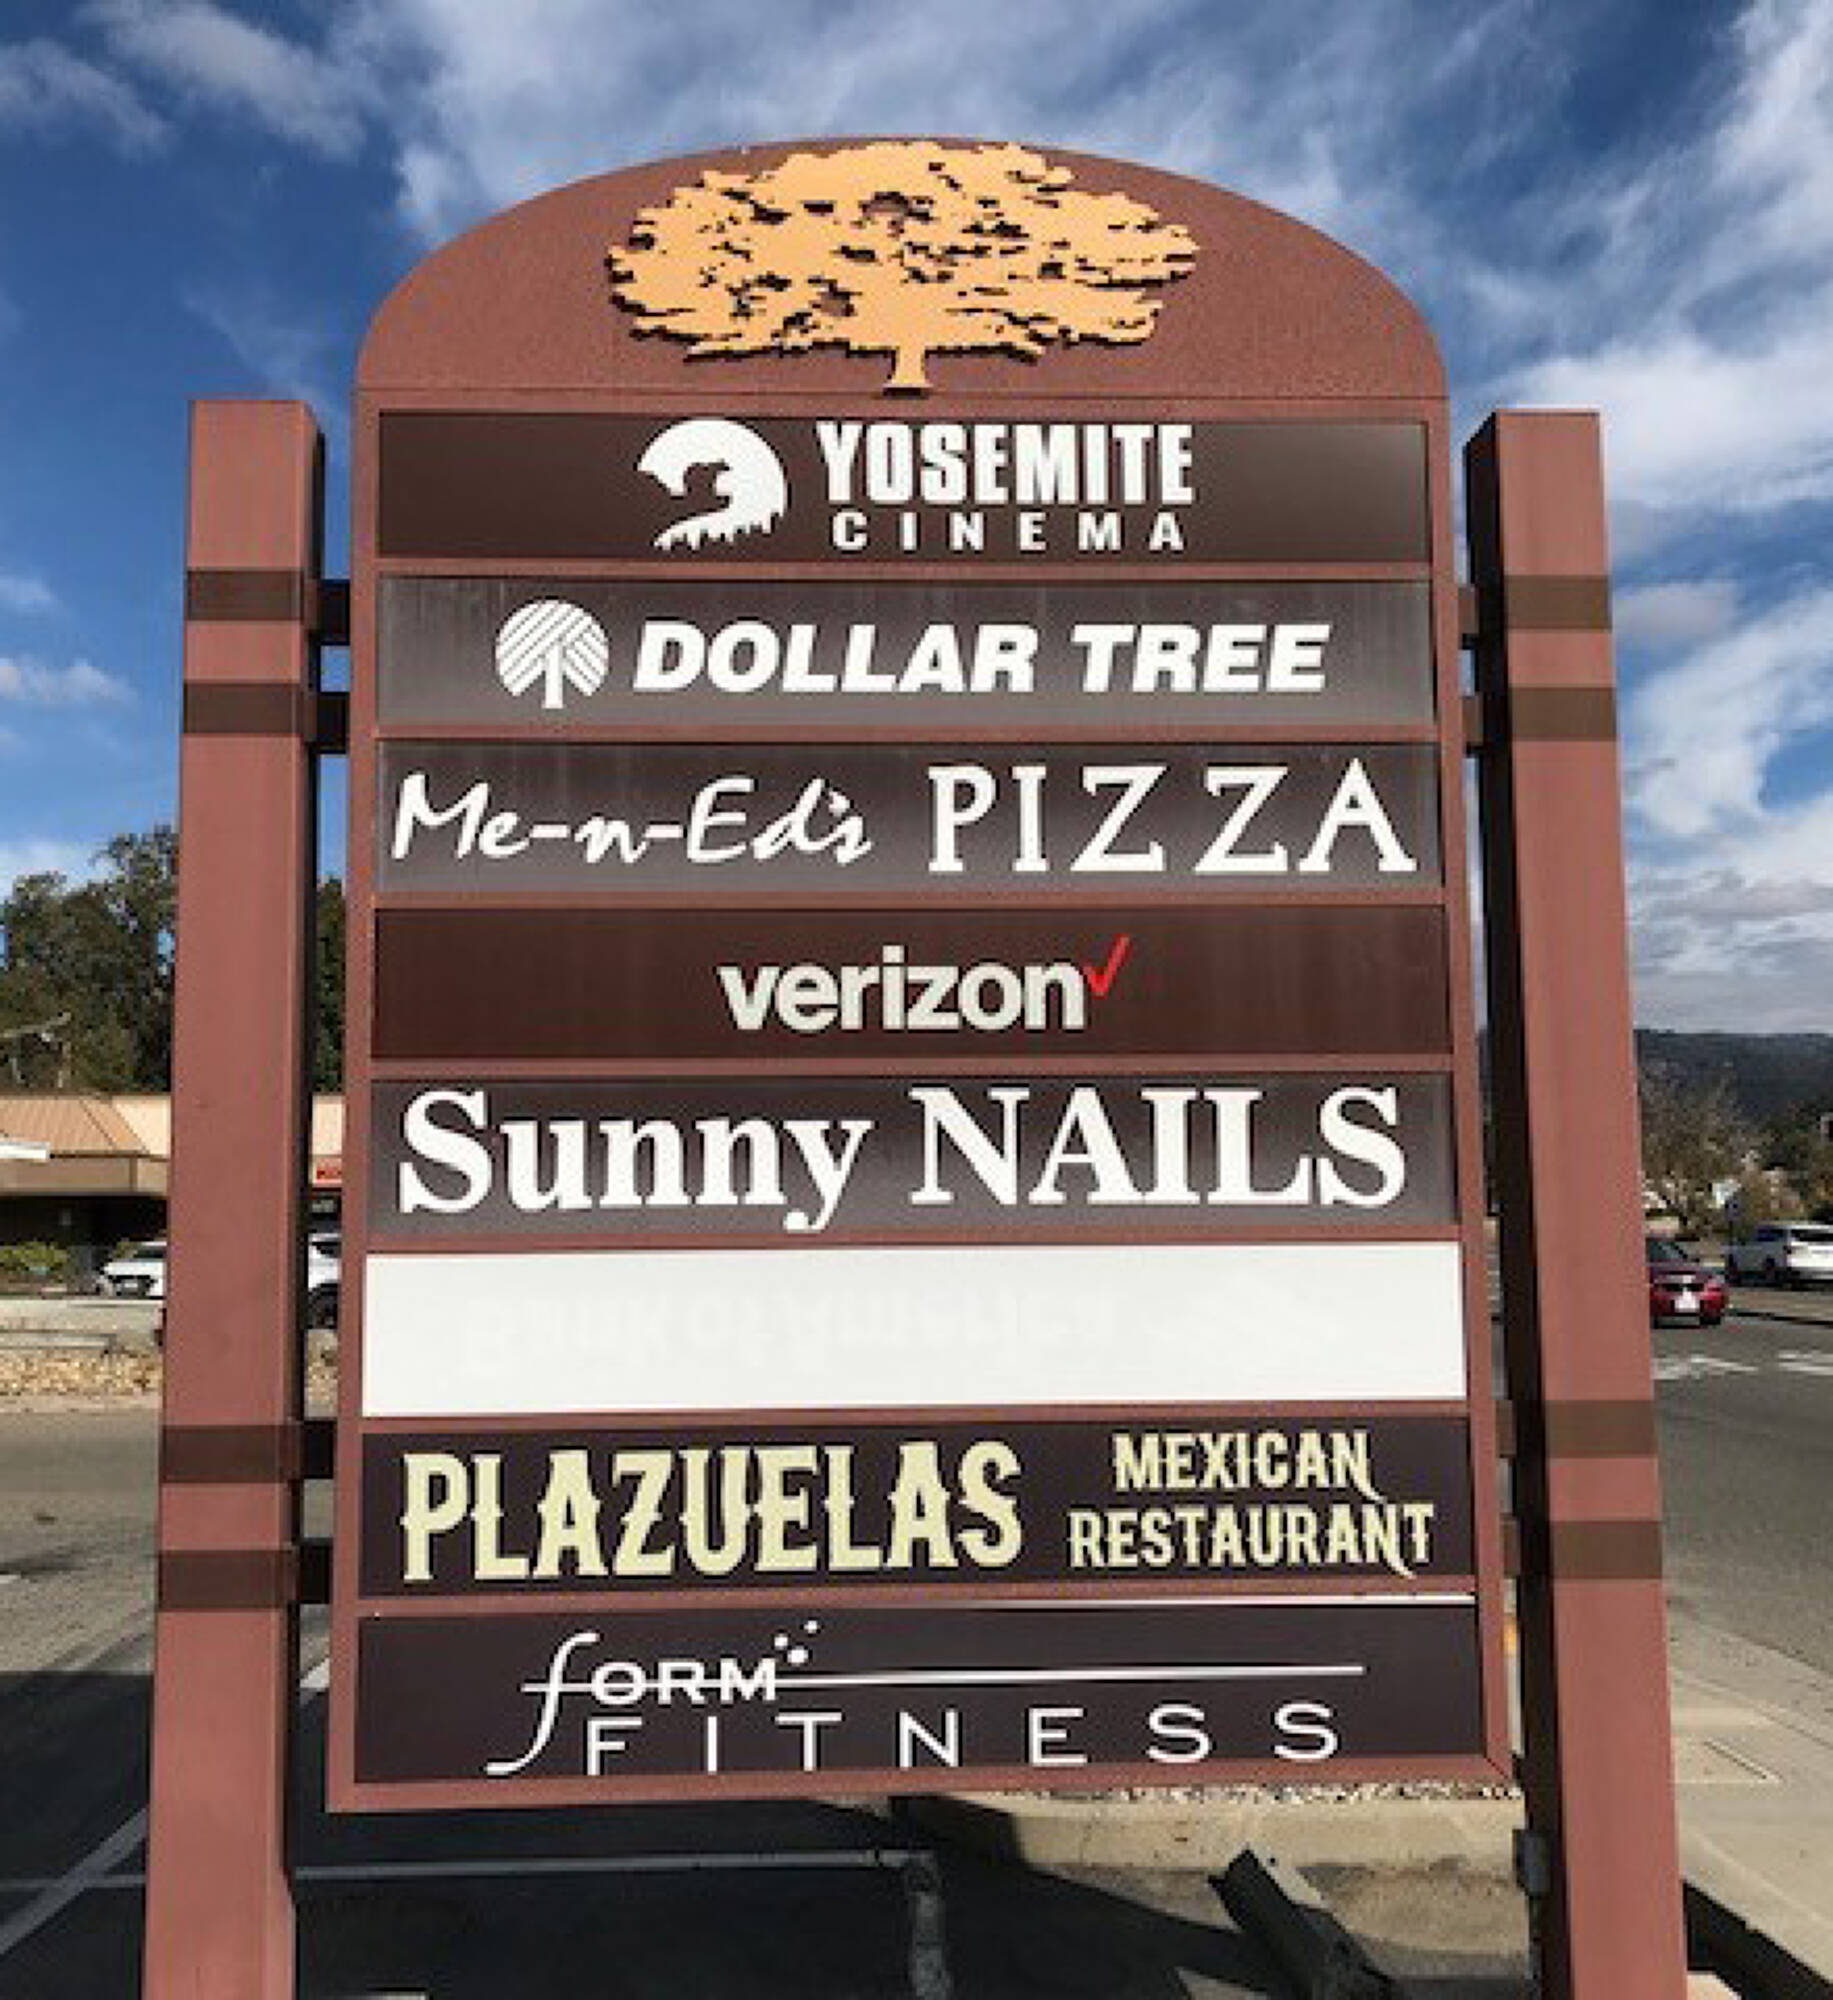 YOSEMITE
CINEMA
DOLLAR TREE
Me-n-Ed's PIZZA
verizon
Sunny NAILS
PLAZUELAS MEXICAN
RESTAURANT
fORM
FITNESS